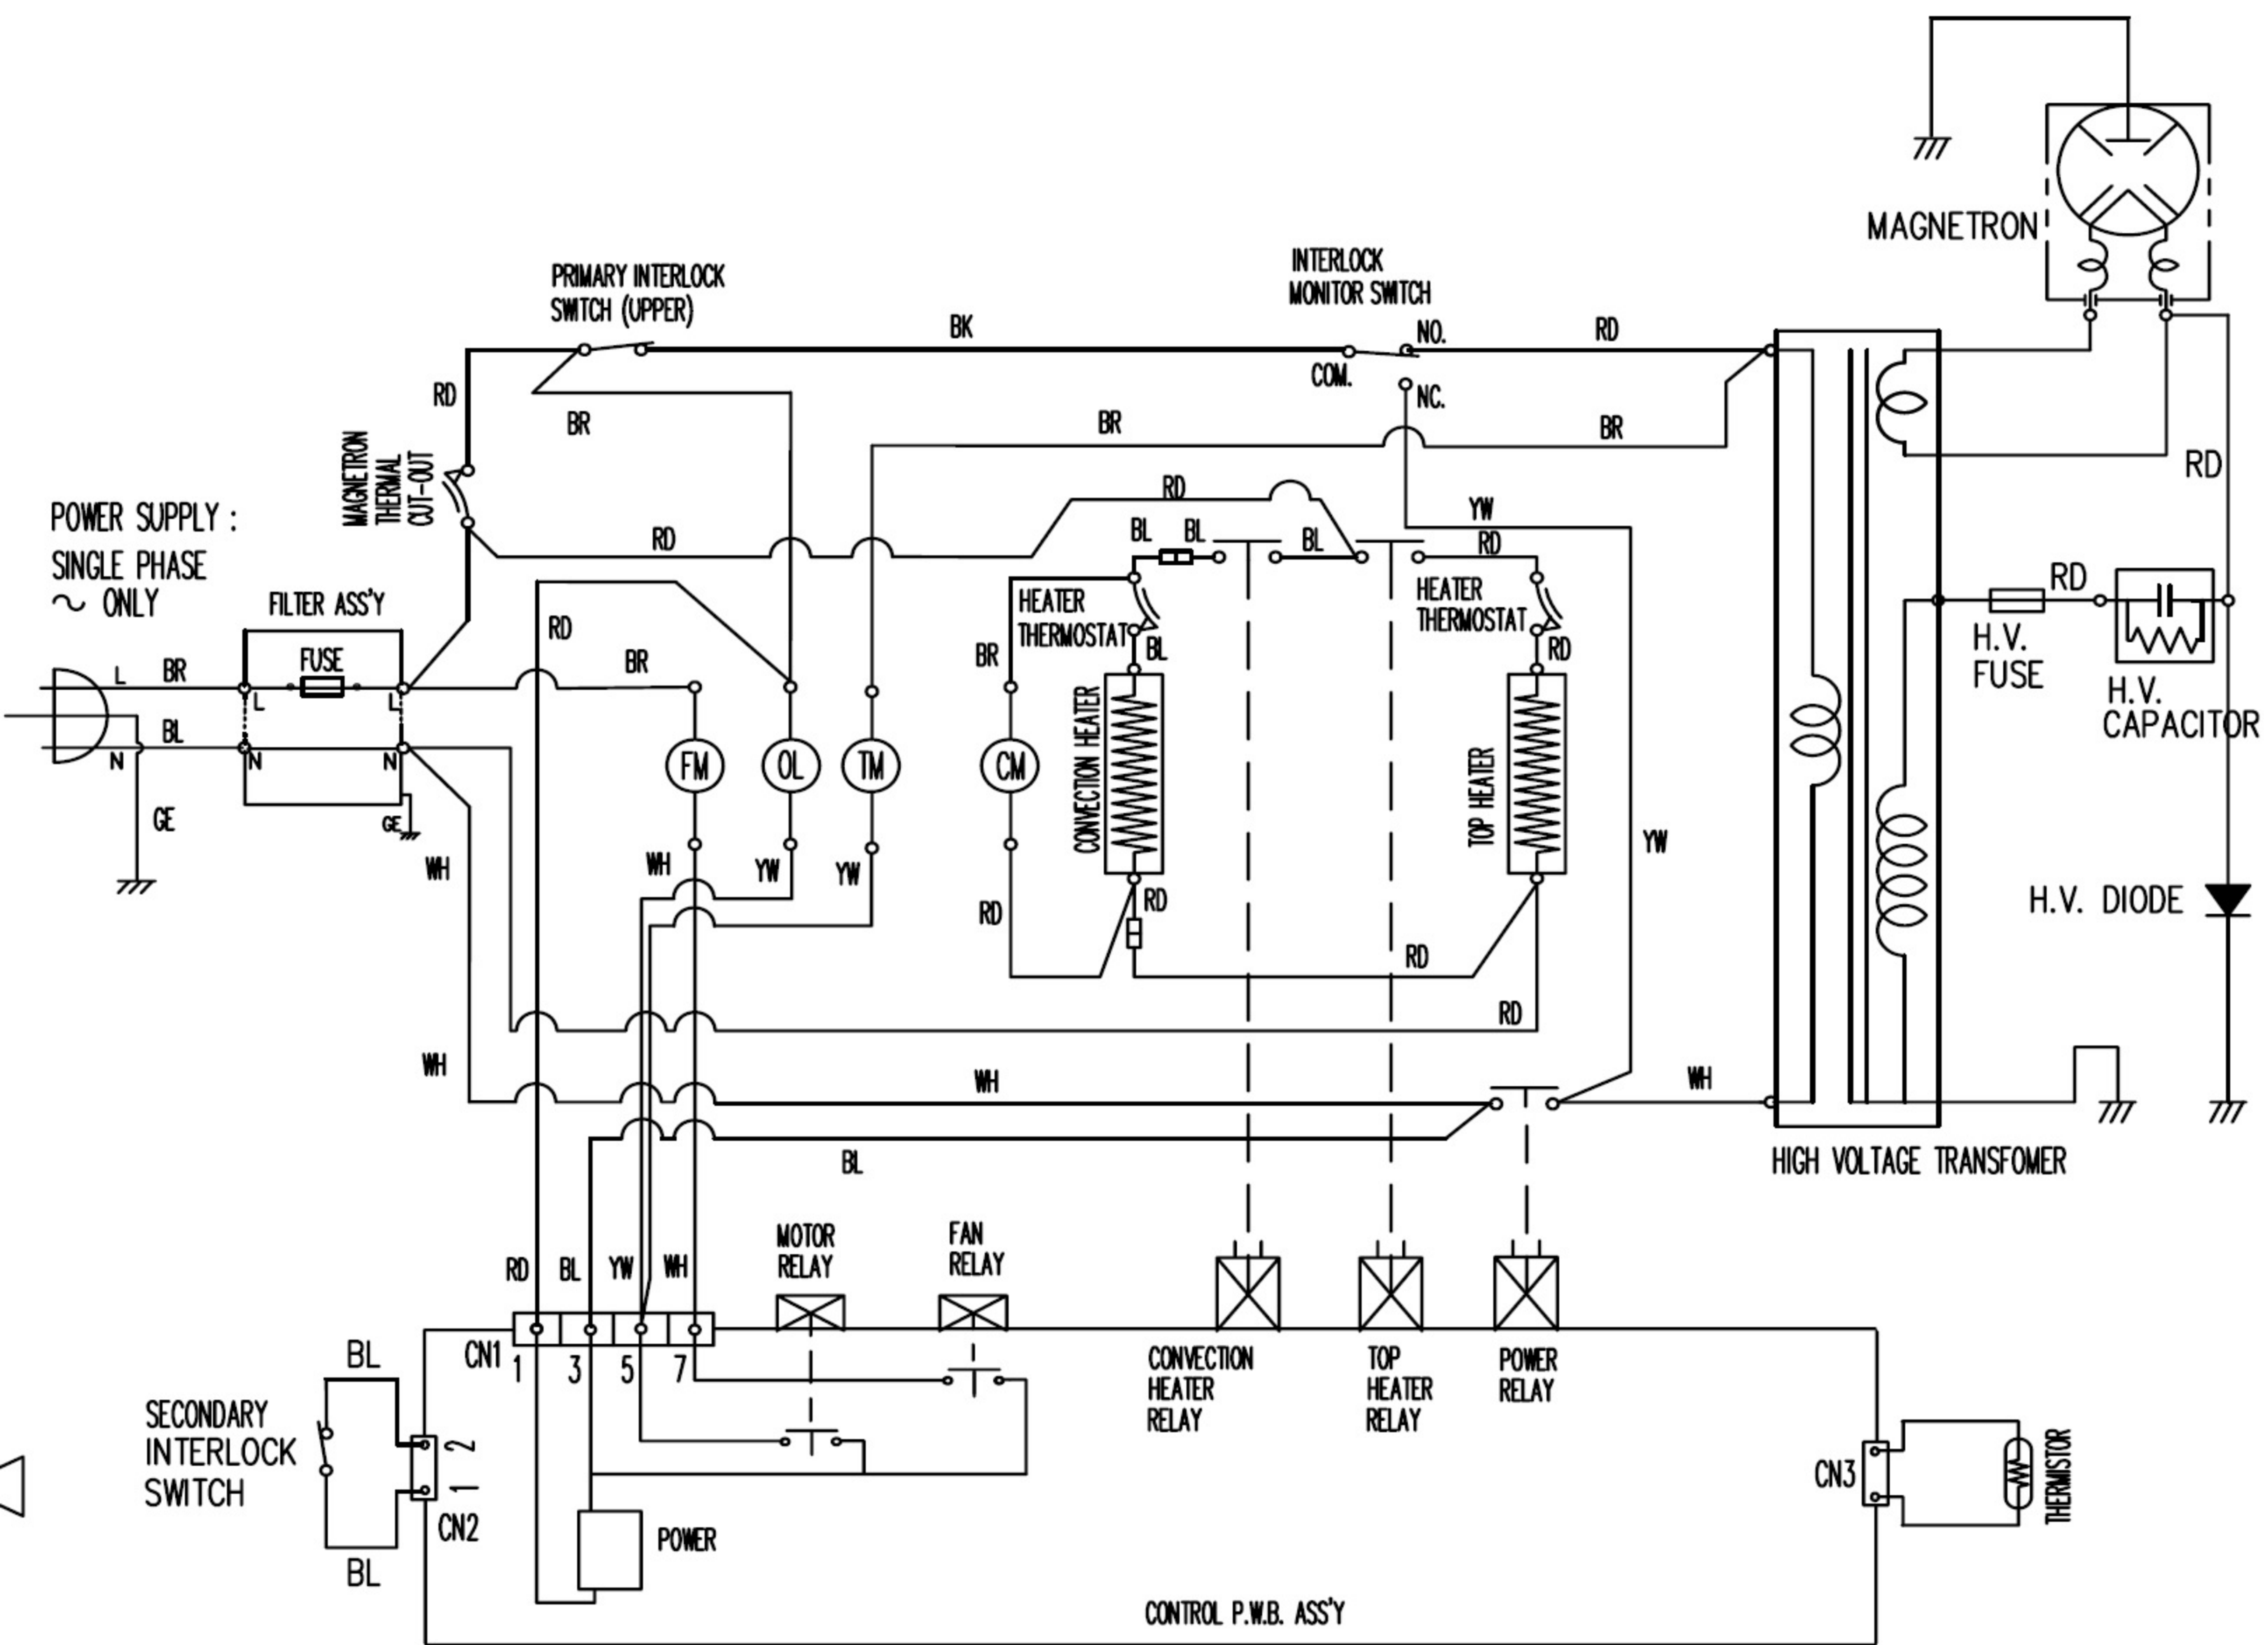 MAGNETRON
PRIMARY INTERLOCK
SWITCH (UPPER)
INTERLOCK
MONITOR SWITCH
BK
NO.
RD
COM.
NC.
RD
BR
BR
BR
MAGNETRON
THERMAL
CUT-OUT
RD
RD
RD
YW
BL
BL
BL
RD
POWER SUPPLY :
SINGLE PHASE
~ ONLY
FILTER ASS'Y
HEATER
THERMOSTAT
HEATER
THERMOSTAT
RD
H.V.
FUSE
H.V.
CAPACITOR
RD
BR
BR
BL
RD
L
BR
FUSE
L
L
BL
N
N
N
GE
GE
FM
OL
TM
CM
CONVECTION HEATER
TOP HEATER
YW
WH
WH
YW
YW
RD
RD
H.V. DIODE
RD
RD
WH
WH
WH
BL
HIGH VOLTAGE TRANSFOMER
RD
BL
YW
WH
MOTOR
RELAY
FAN
RELAY
CN1
1
3
5
7
CONVECTION
HEATER
RELAY
TOP
HEATER
RELAY
POWER
RELAY
BL
SECONDARY
INTERLOCK
SWITCH
2
1
CN2
BL
POWER
CN3
THERMISTOR
CONTROL P.W.B. ASS'Y